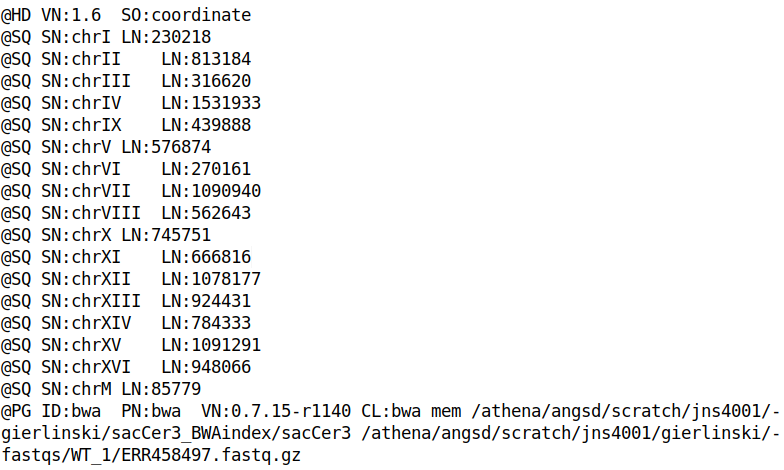 @HD VN:1.6  SO:coordinate
@SQ SN:chrI LN:230218
@SQ SN:chrII    LN:813184
@SQ SN:chrIII   LN:316620
@SQ SN:chrIV    LN:1531933
@SQ SN:chrIX    LN:439888
@SQ SN:chrV LN:576874
@SQ SN:chrVI    LN:270161
@SQ SN:chrVII   LN:1090940
@SQ SN:chrVIII  LN:562643
@SQ SN:chrX LN:745751
@SQ SN:chrXI    LN:666816
@SQ SN:chrXII   LN:1078177
@SQ SN:chrXIII  LN:924431
@SQ SN:chrXIV   LN:784333
@SQ SN:chrXV    LN:1091291
@SQ SN:chrXVI   LN:948066
@SQ SN:chrM LN:85779
@PG ID:bwa  PN:bwa  VN:0.7.15-r1140 CL:bwa mem /athena/angsd/scratch/jns4001/-
gierlinski/sacCer3_BWAindex/sacCer3 /athena/angsd/scratch/jns4001/gierlinski/-
fastqs/WT_1/ERR458497.fastq.gz